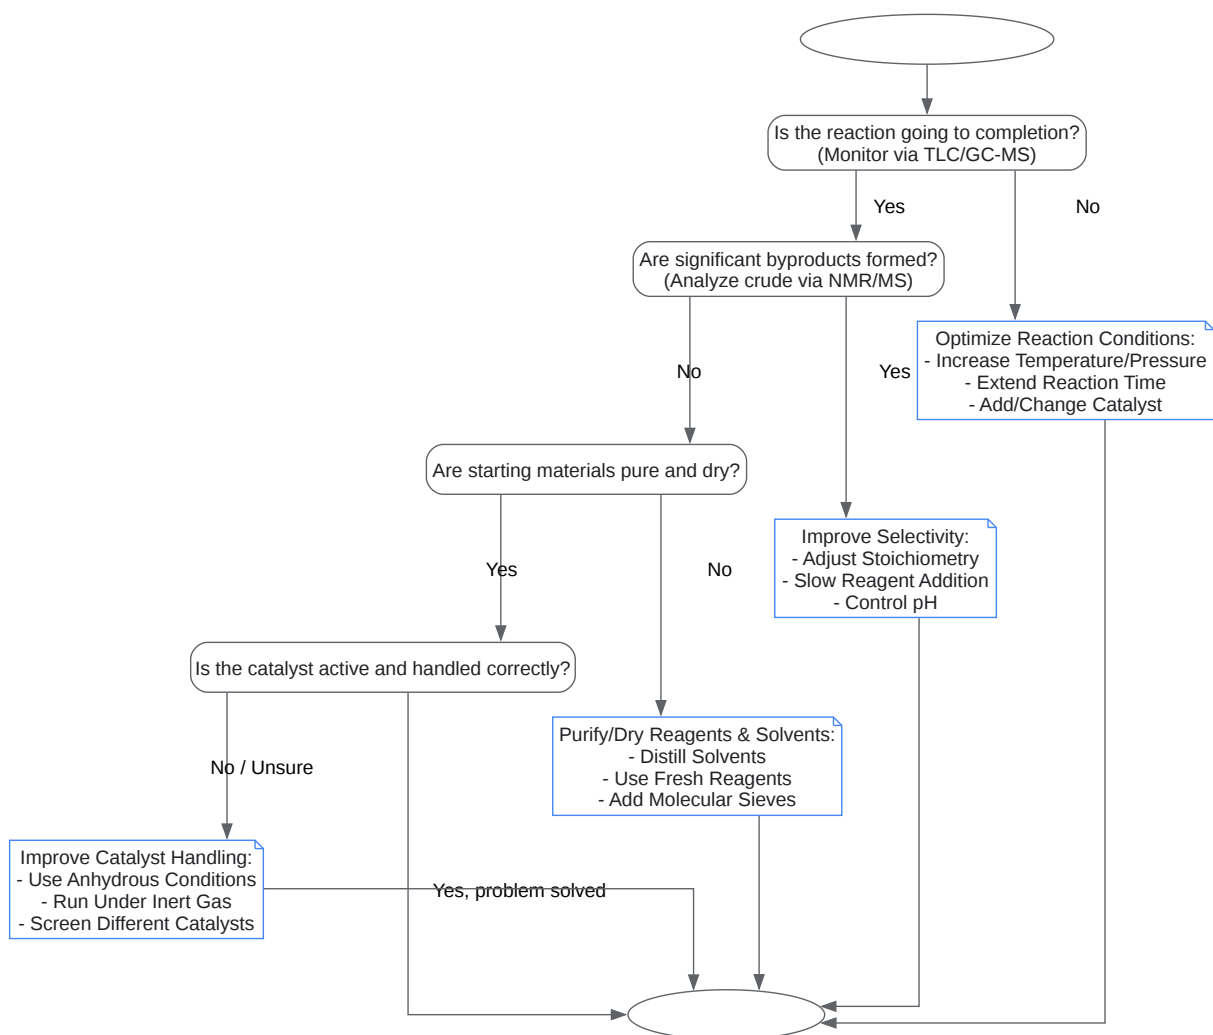 Is the reaction going to completion?
(Monitor via TLC/GC-MS)
Yes
No
Are significant byproducts formed?
(Analyze crude via NMR/MS)
Optimize Reaction Conditions:
- Increase Temperature/Pressure
- Extend Reaction Time
- Add/Change Catalyst
No
Yes
Are starting materials pure and dry?
Improve Selectivity:
- Adjust Stoichiometry
- Slow Reagent Addition
- Control pH
Yes
No
Is the catalyst active and handled correctly?
Purify/Dry Reagents & Solvents:
- Distill Solvents
- Use Fresh Reagents
- Add Molecular Sieves
No / Unsure
Improve Catalyst Handling:
- Use Anhydrous Conditions
- Run Under Inert Gas
- Screen Different Catalysts
Yes, problem solved